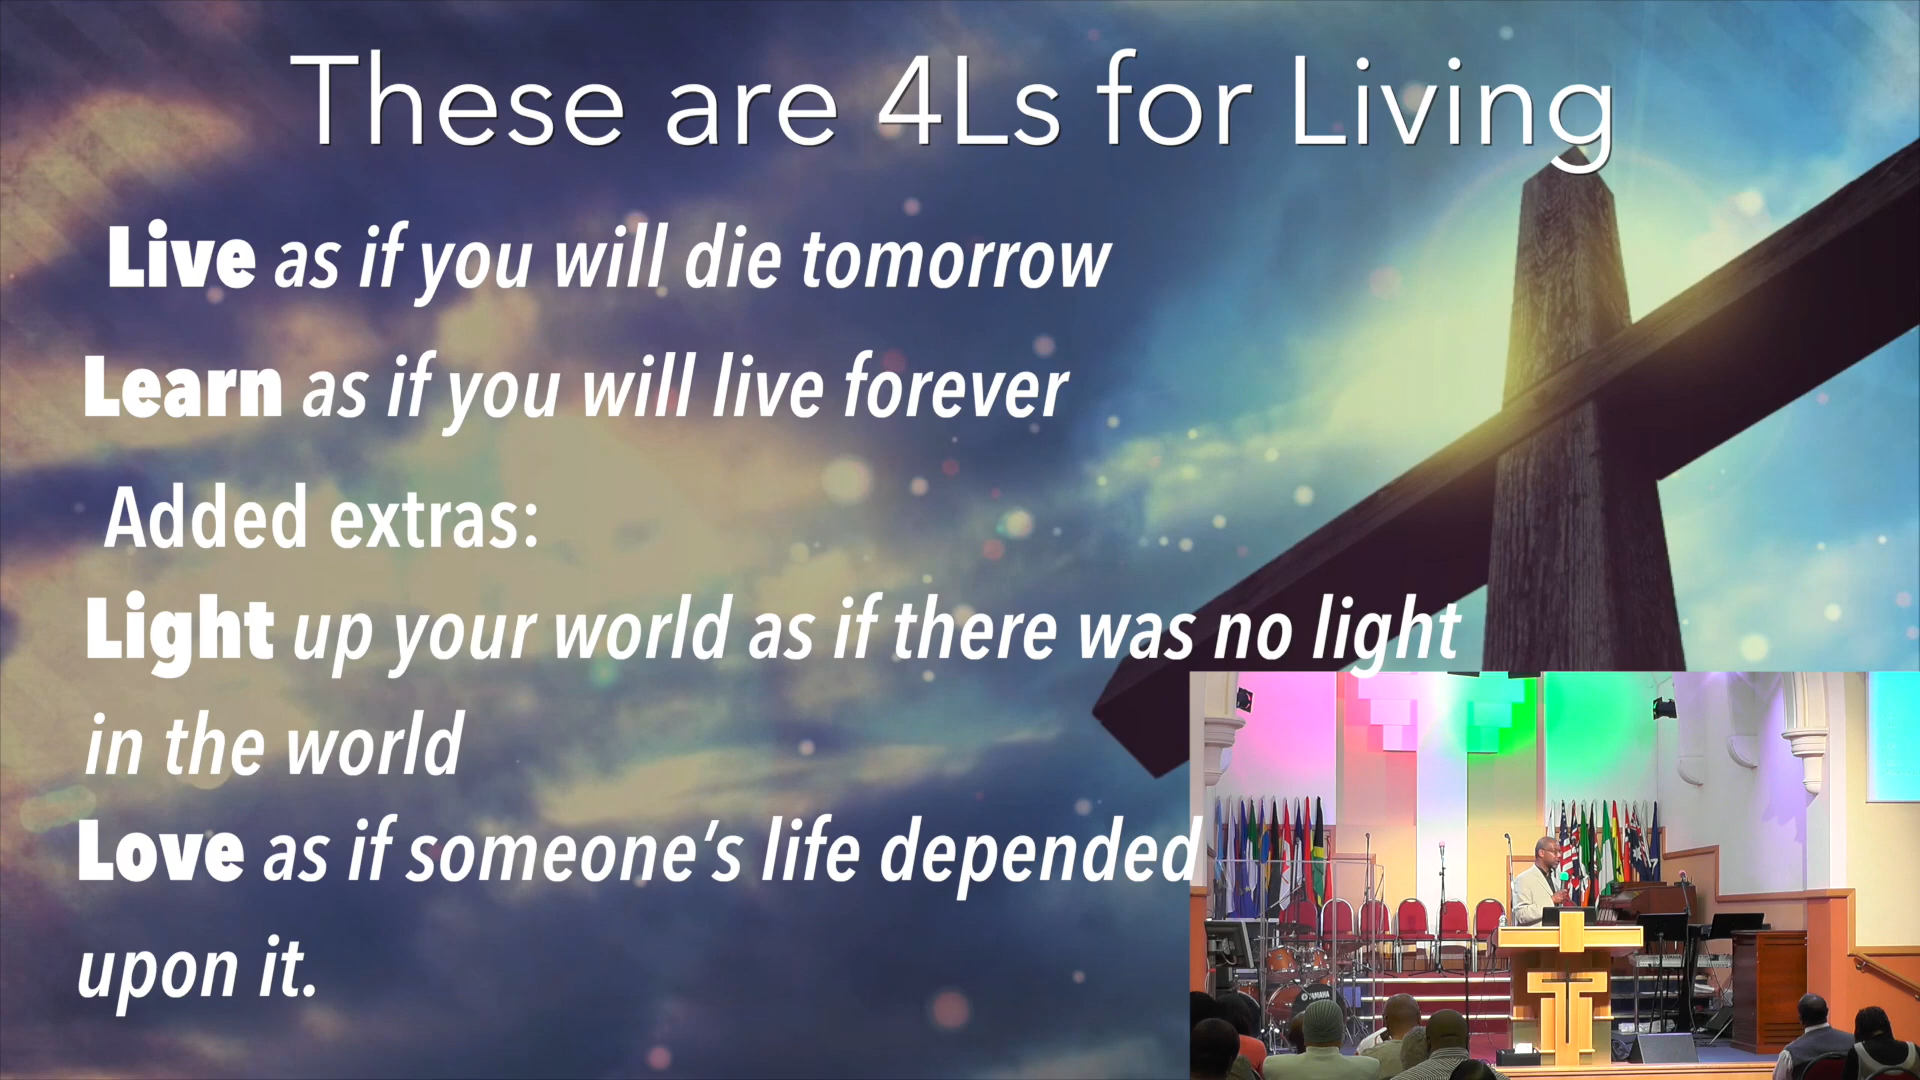 These are 4Ls for Living
Live as if you will die tomorrow
Learn as if you will live forever
Added extras:
Light up your world as if there was no light
in the world
Love as if someone's life depended
upon it.
YAMAHA